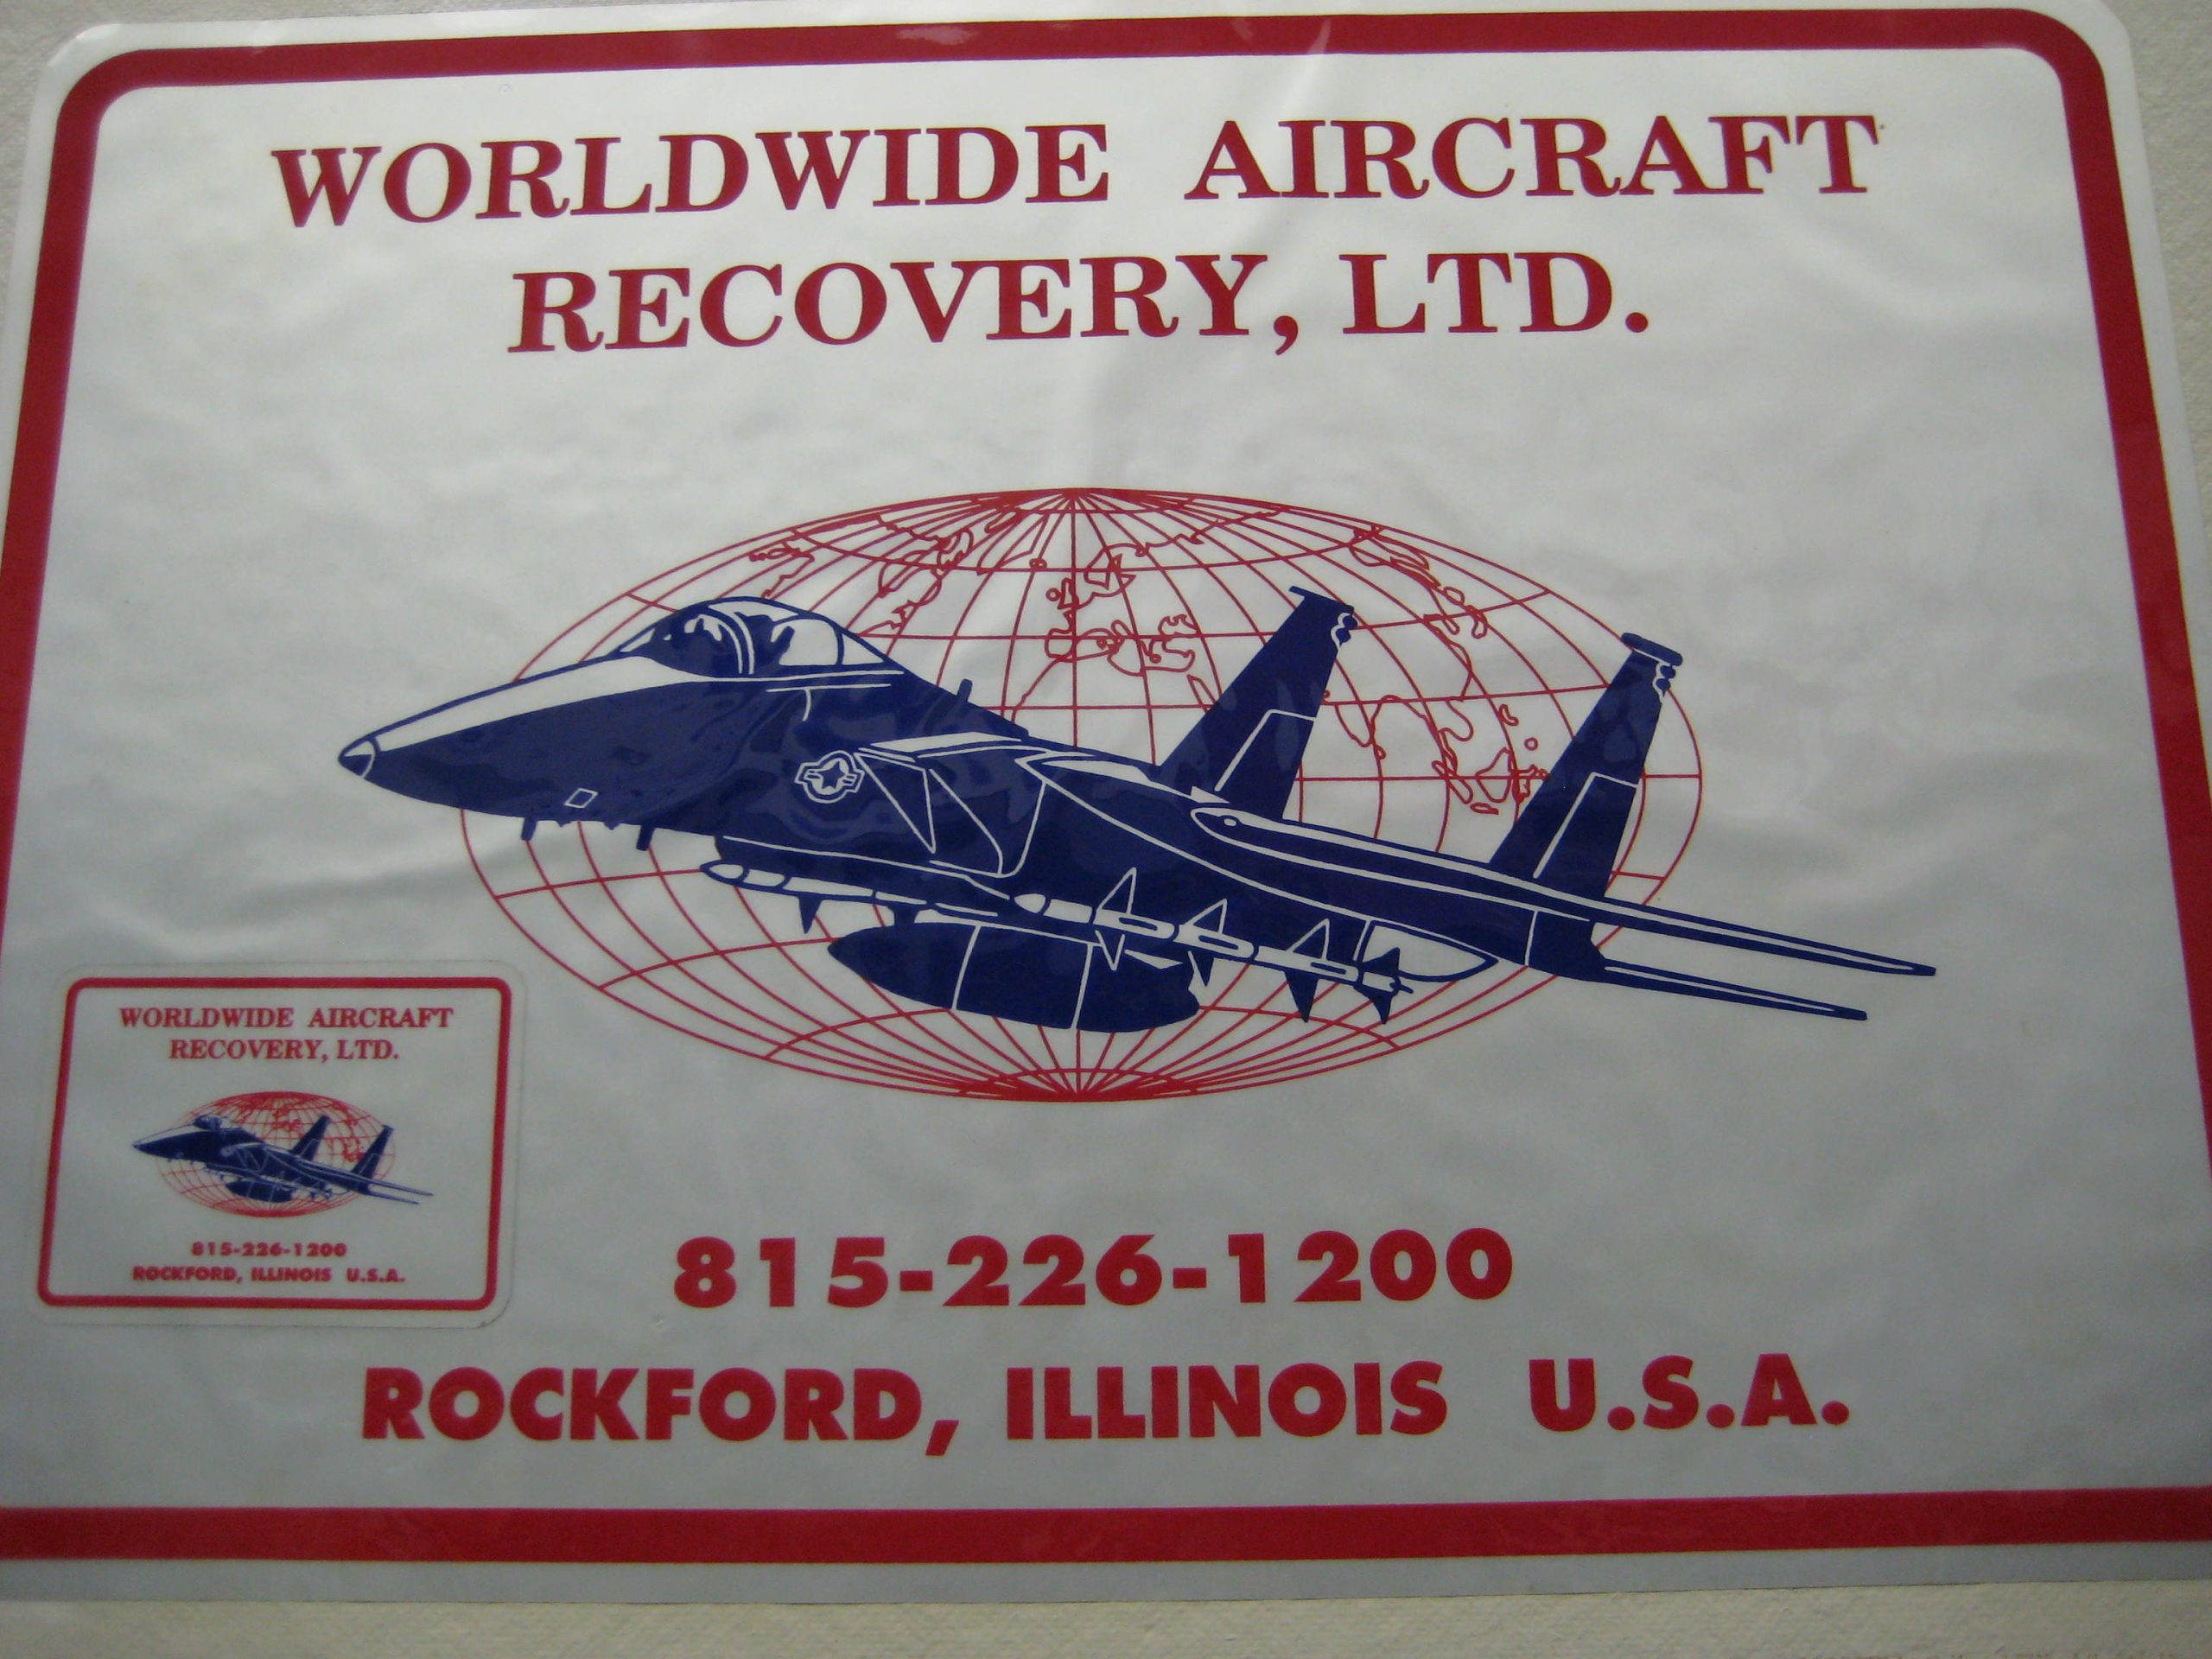 WORLDWIDE AIRCRAFT
RECOVERY, LTD.
WORLDWIDE AIRCRAFT
RECOVERY, LTD.
815-226-1200
ROCKFORD, ILLINOIS U.S.A.
815-226-1200
ROCKFORD, ILLINOIS U.S.A.